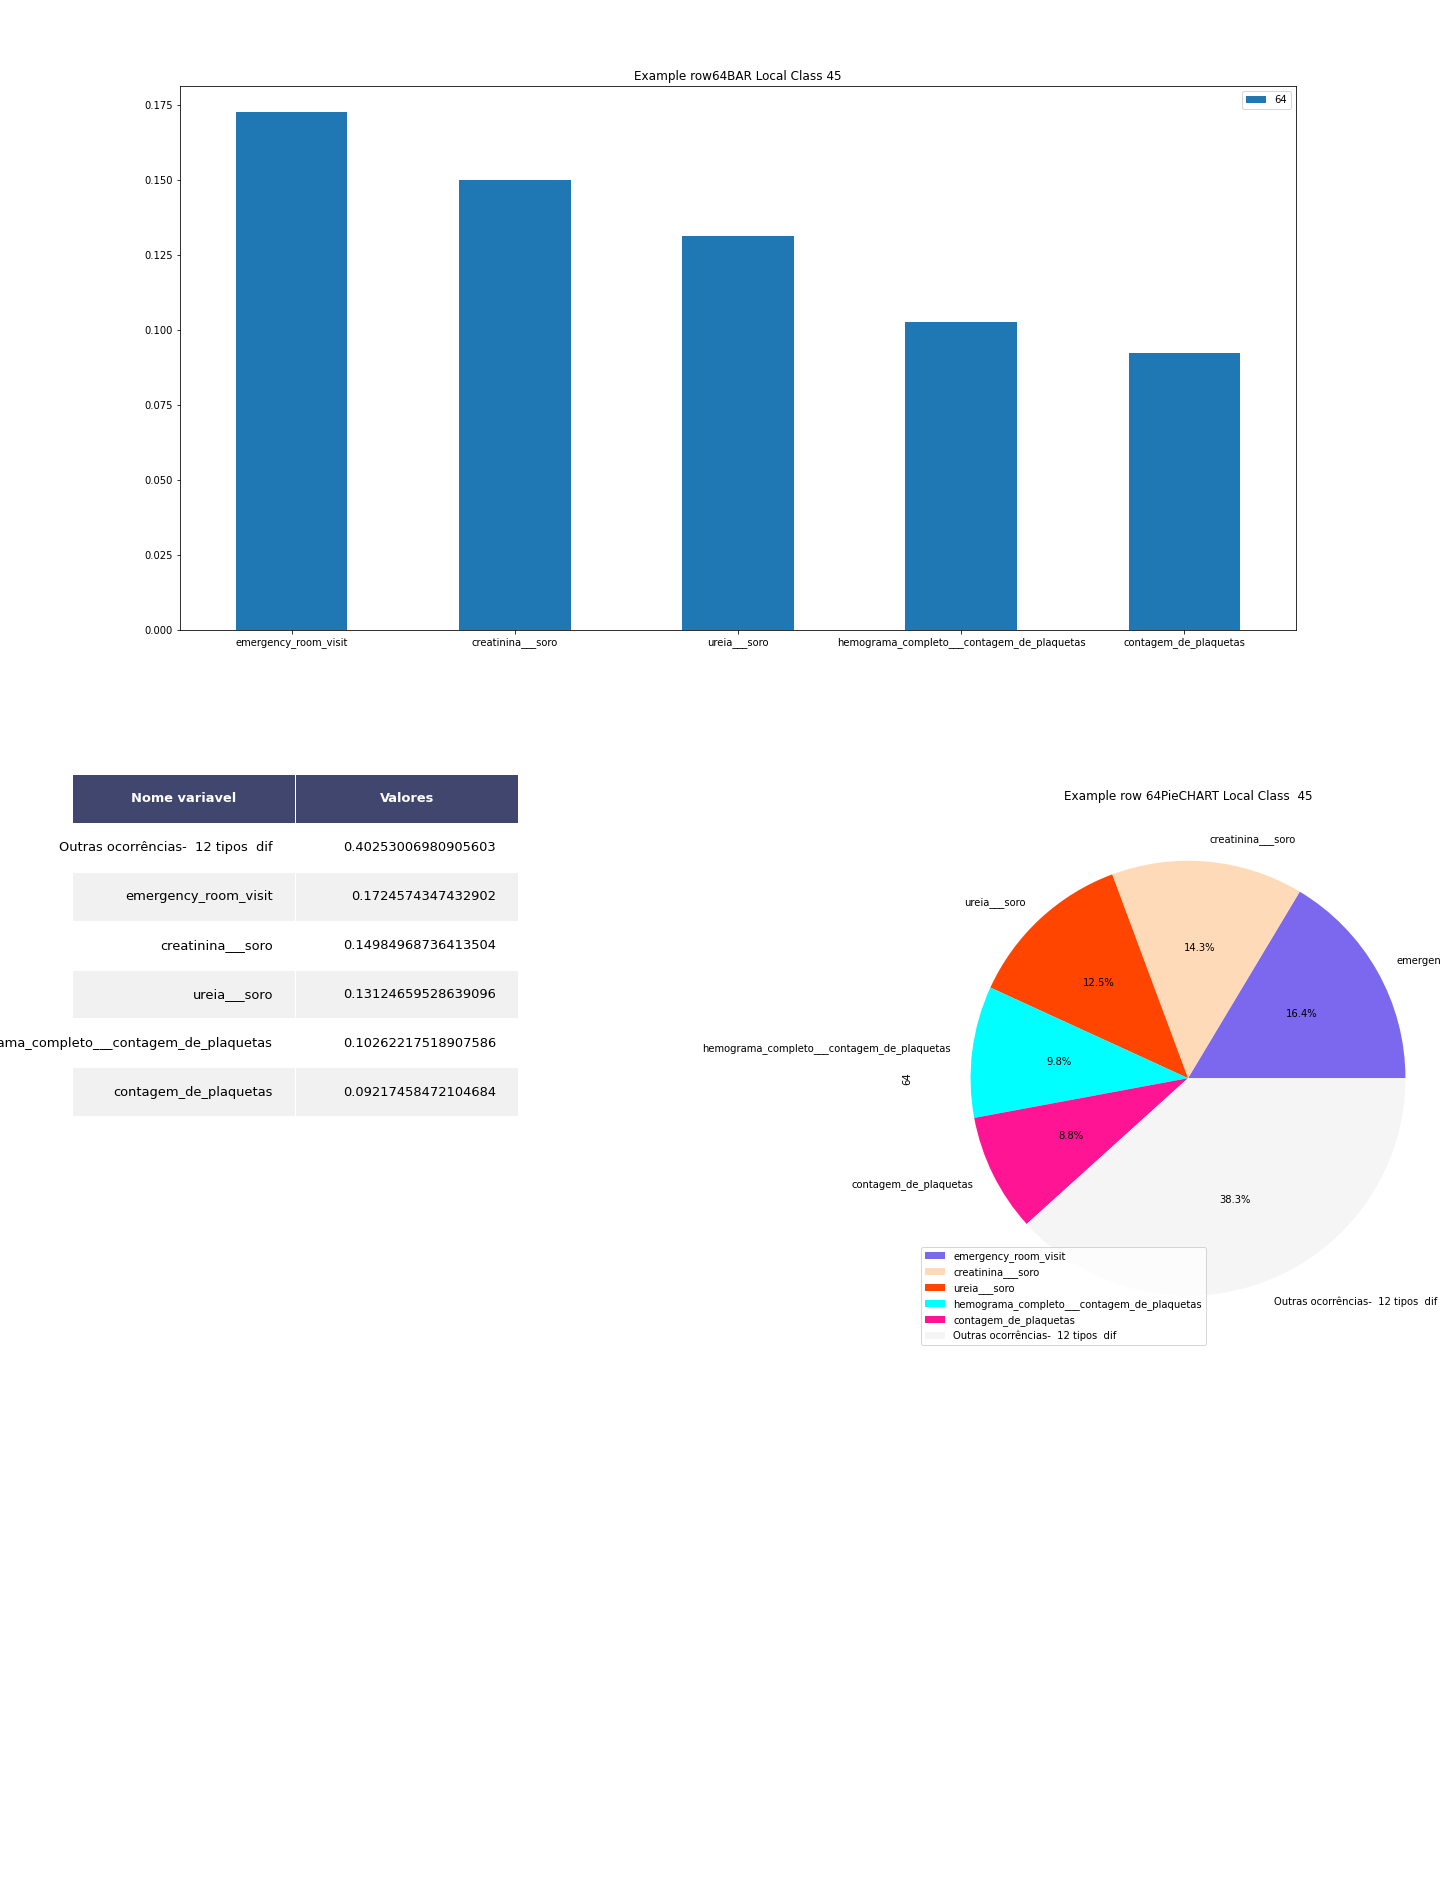 Example row64BAR Local Class 45
64
0.175
0.150
0.125
0.100
0.075
0.050
0.025
0.000
emergency_room_visit
creatinina___soro
ureia___soro
hemograma_completo___contagem_de_plaquetas
contagem_de_plaquetas
Nome variavel Valores
Outras ocorrências- 12 tipos dif 0.40253006980905603
emergency_room_visit 0.1724574347432902
creatinina___soro 0.14984968736413504
ureia___soro 0.13124659528639096
ama_completo___contagem_de_plaquetas 0.10262217518907586
contagem_de_plaquetas 0.09217458472104684
Example row 64PieCHART Local Class 45
creatinina___soro
ureia___soro
emergen
14.3%
12.5%
16.4%
hemograma_completo___contagem_de_plaquetas
9.8%
64
8.8%
contagem_de_plaquetas
38.3%
Outras ocorrências- 12 tipos dif
emergency_room_visit
creatinina___soro
ureia___soro
hemograma_completo___contagem_de_plaquetas
contagem_de_plaquetas
Outras ocorrências- 12 tipos dif